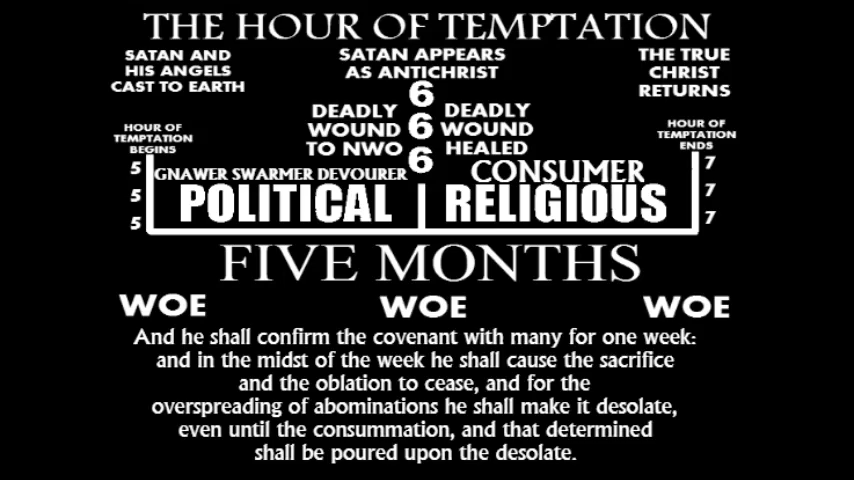 THE HOUR OF TEMPTATION
SATAN AND
HIS ANGELS
CAST TO EARTH
SATAN APPEARS
AS ANTICHRIST
THE TRUE
CHRIST
RETURNS
6
6
6
DEADLY
WOUND
TO NWO
DEADLY
WOUND
HEALED
HOUR OF
TEMPTATION
BEGINS
HOUR OF
TEMPTATION
ENDS
5
5
5
GNAWER SWARMER DEVOURER
CONSUMER
POLITICAL
RELIGIOUS
7
7
7
FIVE MONTHS
WOE
WOE
WOE
And he shall confirm the covenant with many for one week:
and in the midst of the week he shall cause the sacrifice
and the oblation to cease, and for the
overspreading of abominations he shall make it desolate,
even until the consummation, and that determined
shall be poured upon the desolate.